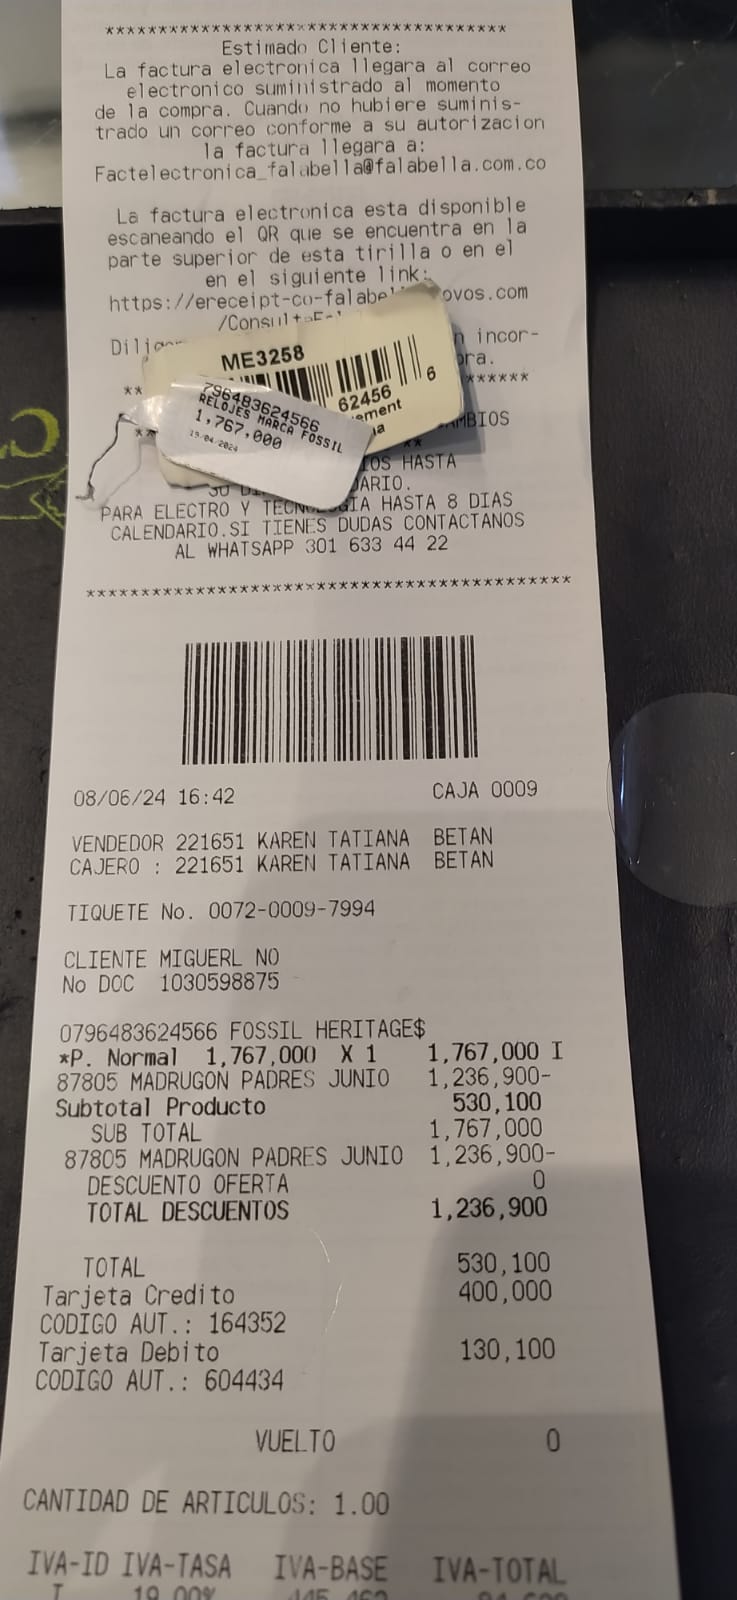 ****************************************
Estimado Cliente:
La factura electronica llegara al correo
electronico suministrado al momento
de la compra. Cuando no hubiere suminis-
trado un correo conforme a su autorizacion
la factura llegara a:
Factelectronica_falabella@falabella.com.co
La factura electronica esta disponible
escaneando el QR que se encuentra en la
parte superior de esta tirilla o en el
en el siguiente link:
https://ereceipt-co-falabel ovos.com
/Consult
incor-
ME3258
62456 6
796483624566
RELOJES MARCA FOSSIL
1,767,000
19/04/2024
HASTA
PARA ELECTRO Y HASTA 8 DIAS
CALENDARIO.SI TIENES DUDAS CONTACTANOS
AL WHATSAPP 301 633 44 22
*********************************************
08/06/24 16:42 CAJA 0009
VENDEDOR 221651 KAREN TATIANA BETAN
CAJERO : 221651 KAREN TATIANA BETAN
TIQUETE No. 0072-0009-7994
CLIENTE MIGUERL NO
No DOC 1030598875
0796483624566 FOSSIL HERITAGE$
*P. Normal 1,767,000 X 1 1,767,000 I
87805 MADRUGON PADRES JUNIO 1,236,900-
Subtotal Producto 530,100
SUB TOTAL 1,767,000
87805 MADRUGON PADRES JUNIO 1,236,900-
DESCUENTO OFERTA 0
TOTAL DESCUENTOS 1,236,900
TOTAL 530,100
Tarjeta Credito 400,000
CODIGO AUT.: 164352
Tarjeta Debito 130,100
CODIGO AUT.: 604434
VUELTO 0
CANTIDAD DE ARTICULOS: 1.00
IVA-ID IVA-TASA IVA-BASE IVA-TOTAL
I 19.00%